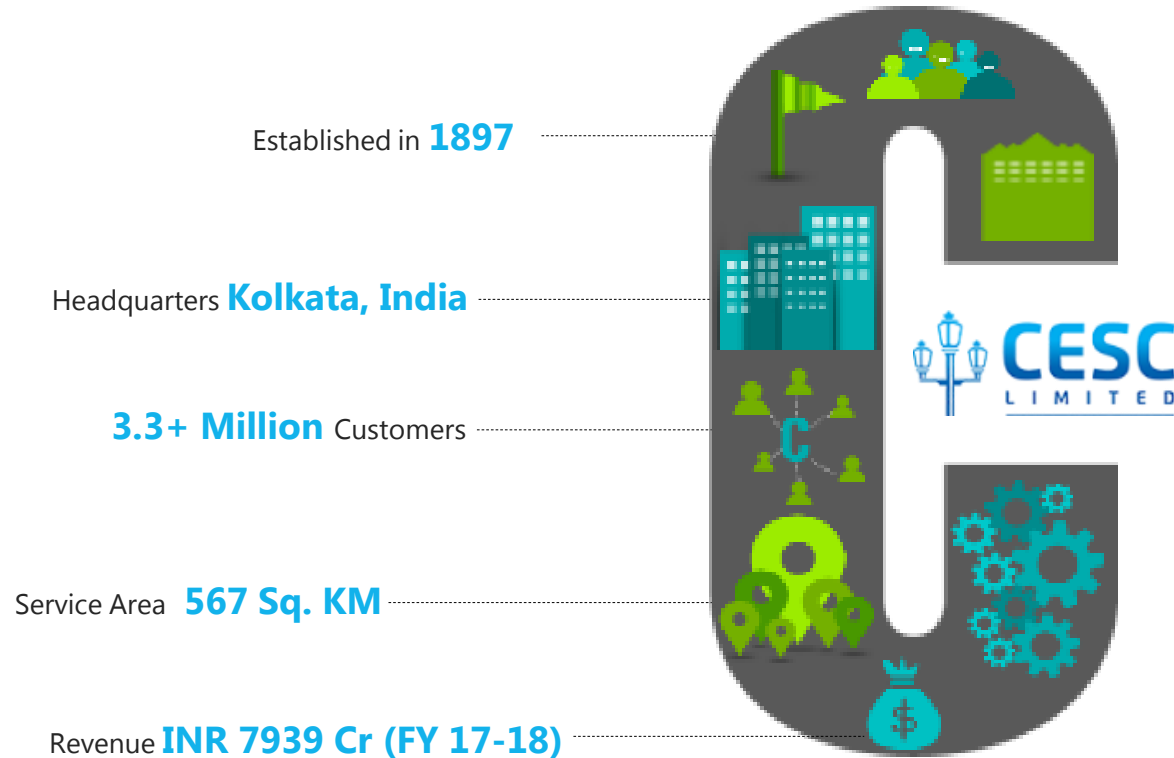 Established in 1897
Headquarters Kolkata, India
CESC
LIMITED
3.3+ Million Customers
C
Service Area 567 Sq. KM
$
Revenue INR 7939 Cr (FY 17-18)